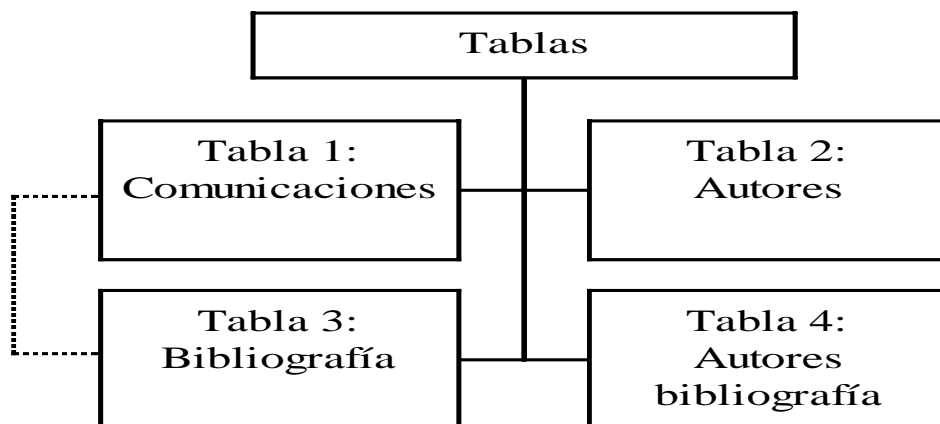 Tablas
Tabla 1:
Comunicaciones
Tabla 2:
Autores
Tabla 3:
Bibliografía
Tabla 4:
Autores
bibliografía